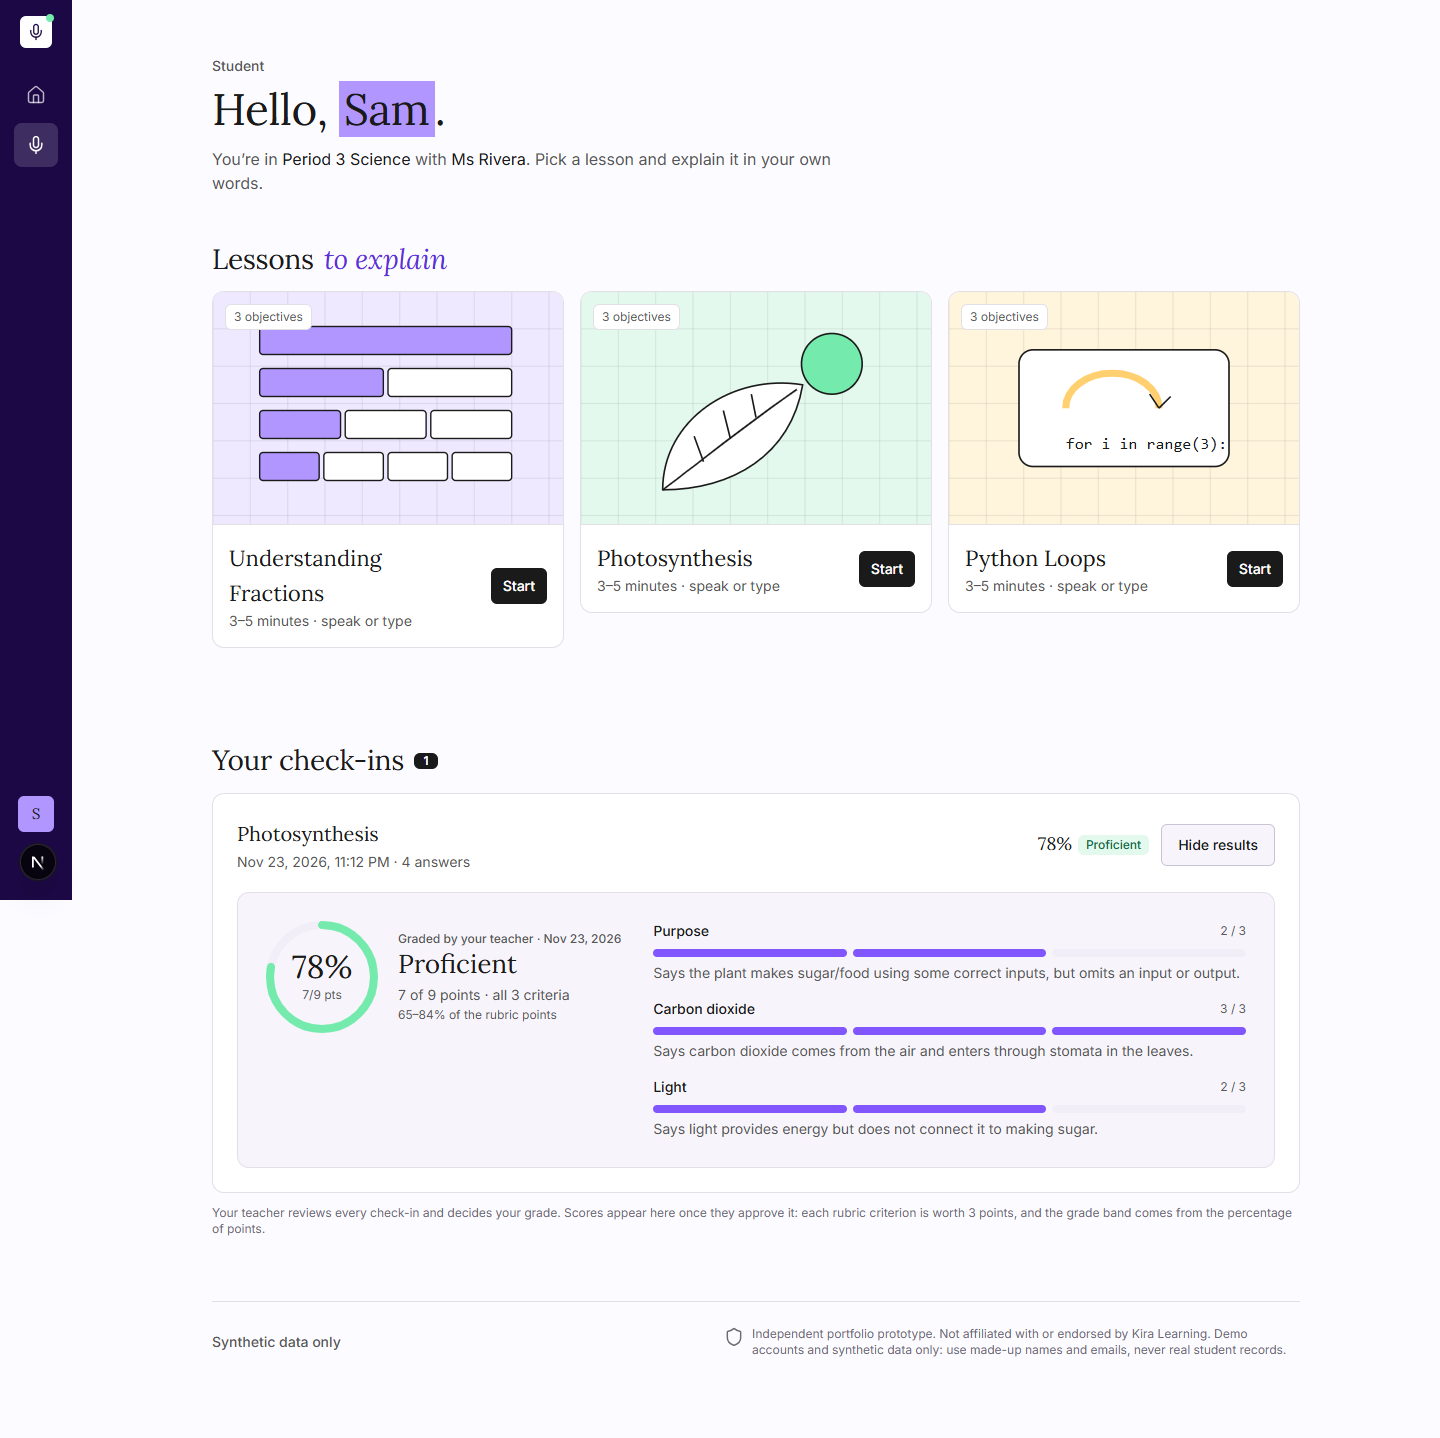 Student
Hello, Sam.
You’re in Period 3 Science with Ms Rivera. Pick a lesson and explain it in your own
words.
Lessons to explain
3 objectives
Understanding
Fractions
3–5 minutes · speak or type
Start
3 objectives
Photosynthesis
3–5 minutes · speak or type
Start
3 objectives
for i in range(3):
Python Loops
3–5 minutes · speak or type
Start
Your check-ins 1
Photosynthesis
Nov 23, 2026, 11:12 PM · 4 answers
78% Proficient
Hide results
78%
7/9 pts
Graded by your teacher · Nov 23, 2026
Proficient
7 of 9 points · all 3 criteria
65–84% of the rubric points
Purpose 2 / 3
Says the plant makes sugar/food using some correct inputs, but omits an input or output.
Carbon dioxide 3 / 3
Says carbon dioxide comes from the air and enters through stomata in the leaves.
Light 2 / 3
Says light provides energy but does not connect it to making sugar.
Your teacher reviews every check-in and decides your grade. Scores appear here once they approve it: each rubric criterion is worth 3 points, and the grade band comes from the percentage
of points.
S
N
Synthetic data only
Independent portfolio prototype. Not affiliated with or endorsed by Kira Learning. Demo
accounts and synthetic data only: use made-up names and emails, never real student records.